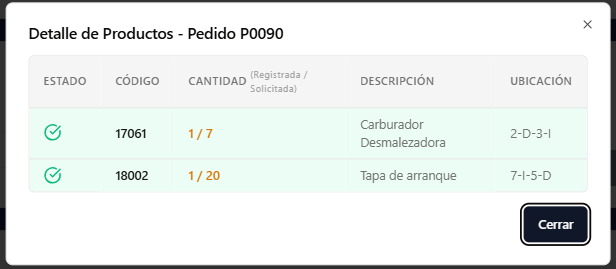 Detalle de Productos - Pedido P0090
ESTADO CÓDIGO CANTIDAD (Registrada / Solicitada) DESCRIPCIÓN UBICACIÓN
17061 1 / 7 Carburador Desmalezadora 2-D-3-I
18002 1 / 20 Tapa de arranque 7-I-5-D
Cerrar